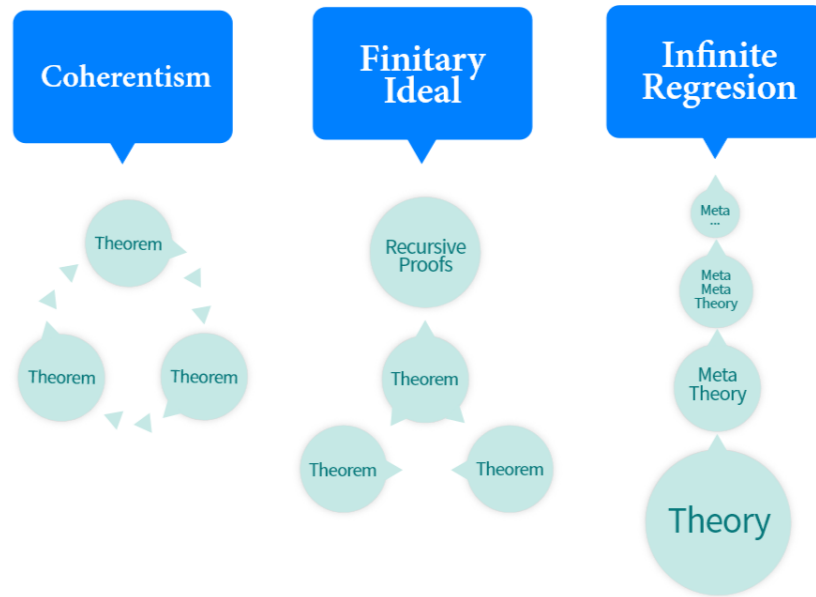 Coherentism
Finitary
Ideal
Infinite
Regresion
Theorem
Theorem
Theorem
Recursive
Proofs
Theorem
Theorem
Theorem
Meta
...
Meta
Meta
Theory
Meta
Theory
Theory